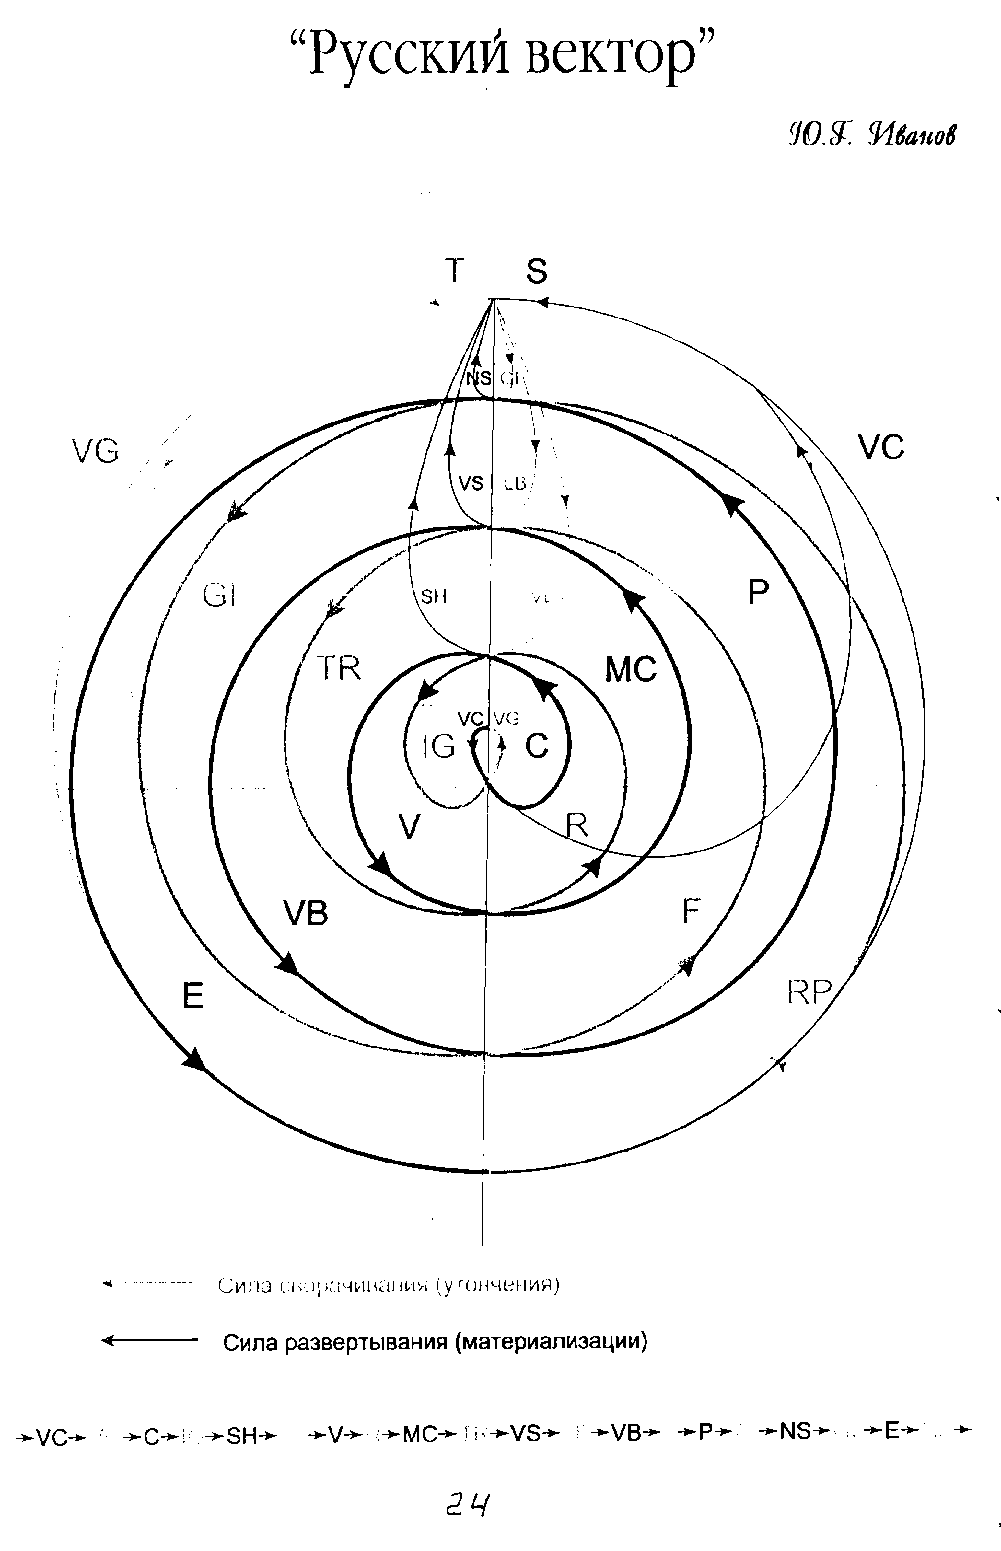 “Русский вектор”
Ю.Г. Иванов
T S
NS GI
VG VC
VS LB
GI P
SH
TR MC
VC VG
IG C
V R
VB F
E RP
Сила сворачивания (утончения)
Сила развертывания (материализации)
VC C SH V MC TR VS VB P NS E
24